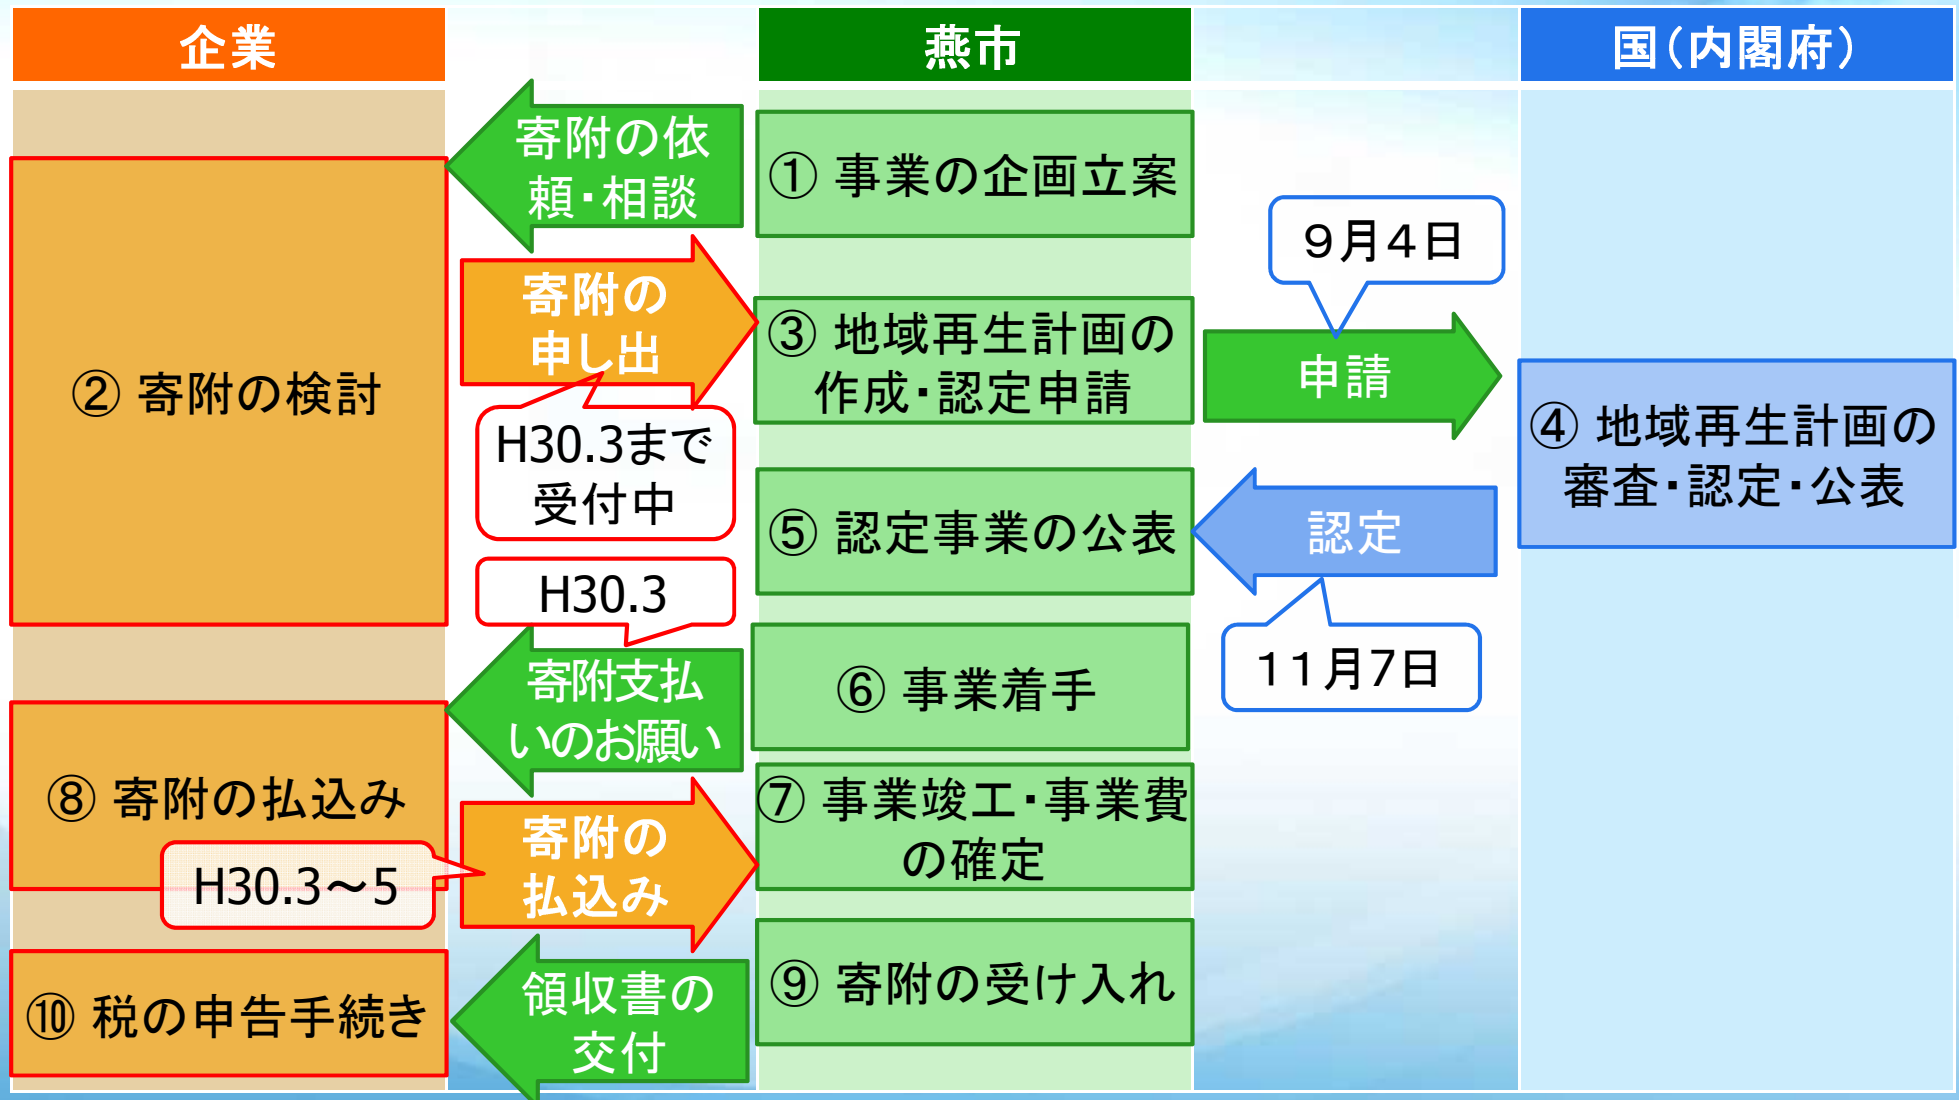 企業
燕市
国(内閣府)
寄附の依
頼・相談
① 事業の企画立案
② 寄附の検討
寄附の
申し出
H30.3まで
受付中
③ 地域再生計画の
作成・認定申請
9月4日
申請
④ 地域再生計画の
審査・認定・公表
認定
11月7日
⑤ 認定事業の公表
H30.3
寄附支払
いのお願い
⑥ 事業着手
⑦ 事業竣工・事業費
の確定
⑧ 寄附の払込み
H30.3～5
寄附の
払込み
⑨ 寄附の受け入れ
領収書の
交付
⑩ 税の申告手続き